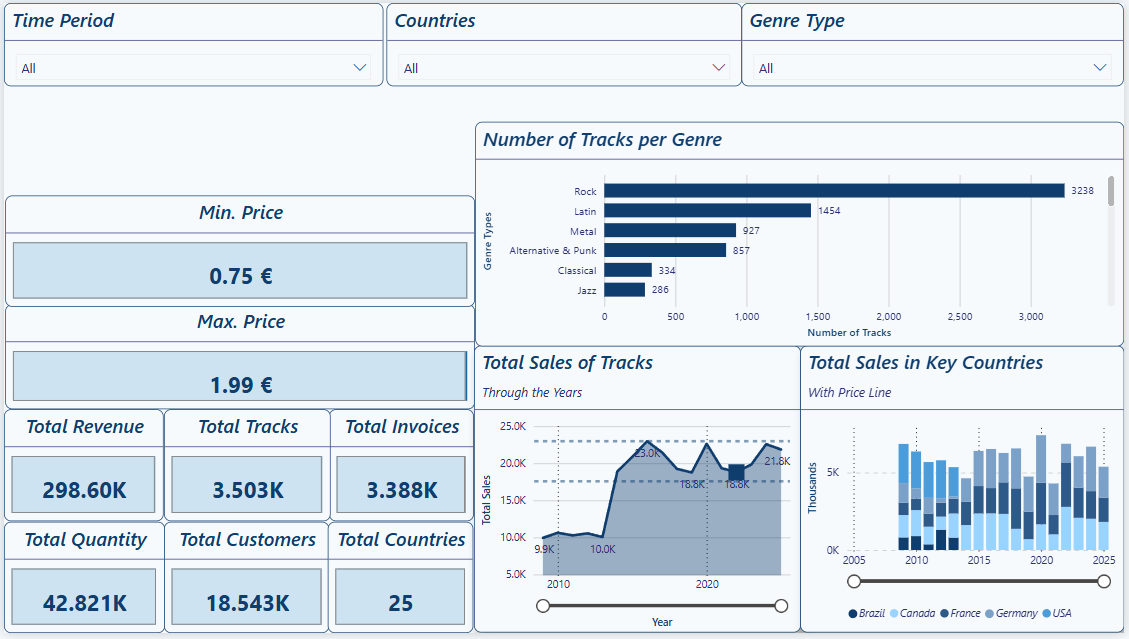 Time Period
Countries
Genre Type
All
All
All
Number of Tracks per Genre
Genre Types
Rock
3238
Latin
1454
Metal
927
Alternative & Punk
857
Classical
334
Jazz
286
0
500
1,000
1,500
2,000
2,500
3,000
Number of Tracks
Min. Price
0.75 €
Max. Price
1.99 €
Total Revenue
Total Tracks
Total Invoices
298.60K
3.503K
3.388K
Total Quantity
Total Customers
Total Countries
42.821K
18.543K
25
Total Sales of Tracks
Through the Years
Total Sales
25.0K
20.0K
15.0K
10.0K
5.0K
9.9K
10.0K
23.0K
18.8K
18.8K
21.8K
2010
2020
Year
Total Sales in Key Countries
With Price Line
Thousands
5K
0K
2005
2010
2015
2020
2025
Brazil
Canada
France
Germany
USA